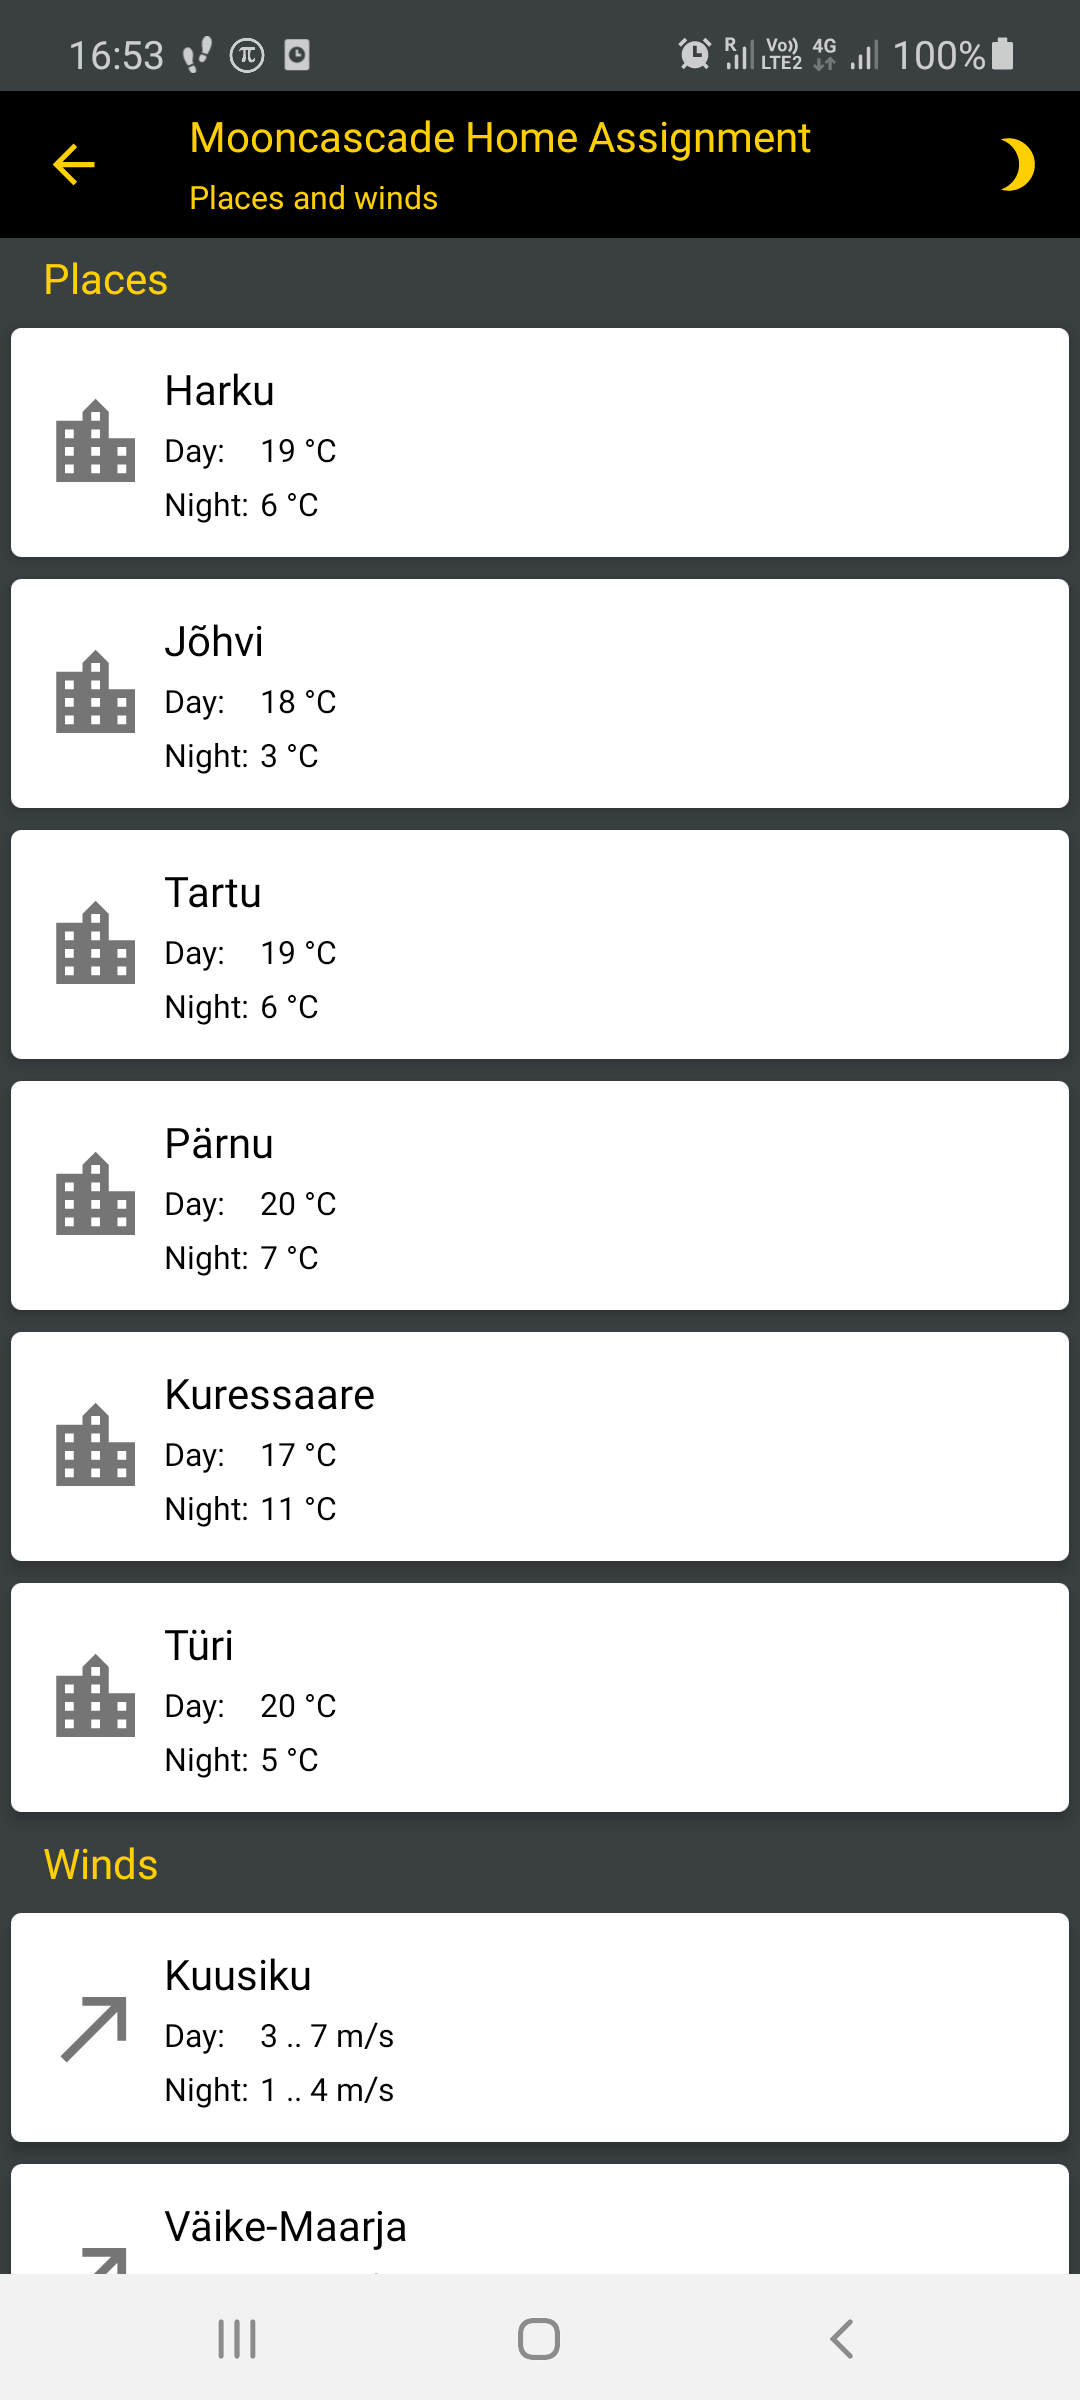 16:53
R Vo)) LTE2 4G 100%
Mooncascade Home Assignment
Places and winds
Places
Harku
Day: 19 °C
Night: 6 °C
Jõhvi
Day: 18 °C
Night: 3 °C
Tartu
Day: 19 °C
Night: 6 °C
Pärnu
Day: 20 °C
Night: 7 °C
Kuressaare
Day: 17 °C
Night: 11 °C
Türi
Day: 20 °C
Night: 5 °C
Winds
Kuusiku
Day: 3 .. 7 m/s
Night: 1 .. 4 m/s
Väike-Maarja